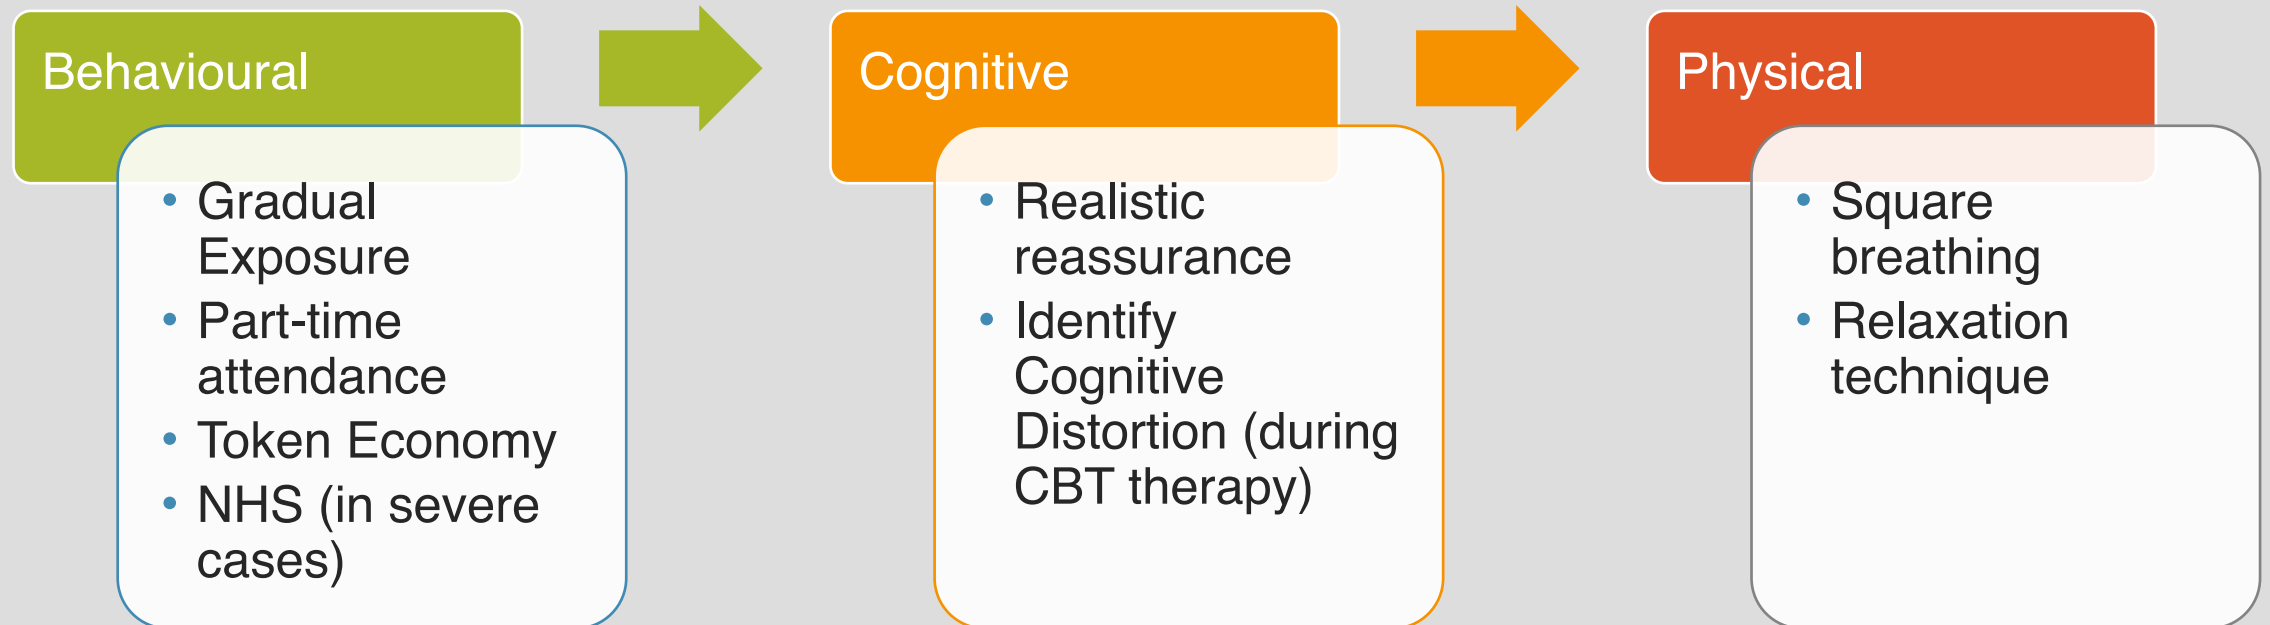 Behavioural
• Gradual
Exposure
• Part-time
attendance
• Token Economy
• NHS (in severe
cases)
Cognitive
• Realistic
reassurance
• Identify
Cognitive
Distortion (during
CBT therapy)
Physical
• Square
breathing
• Relaxation
technique